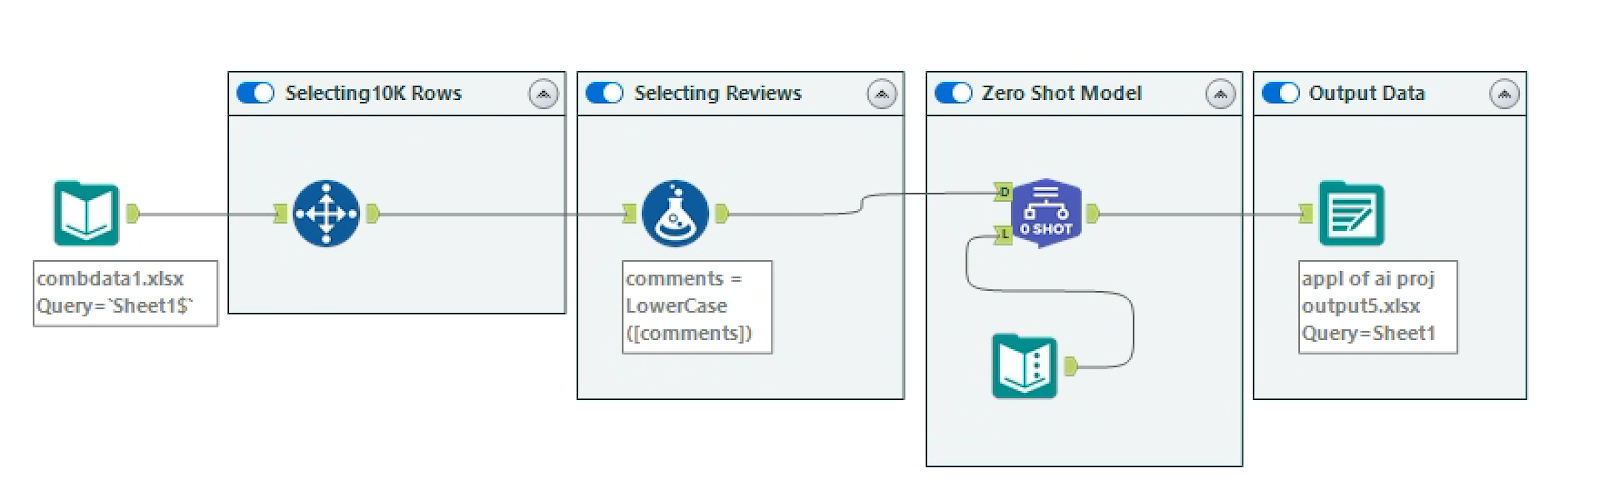 Selecting10K Rows
Selecting Reviews
Zero Shot Model
Output Data
D
L
0 SHOT
combdata1.xlsx
Query=`Sheet1$`
comments =
LowerCase
([comments])
appl of ai proj
output5.xlsx
Query=Sheet1